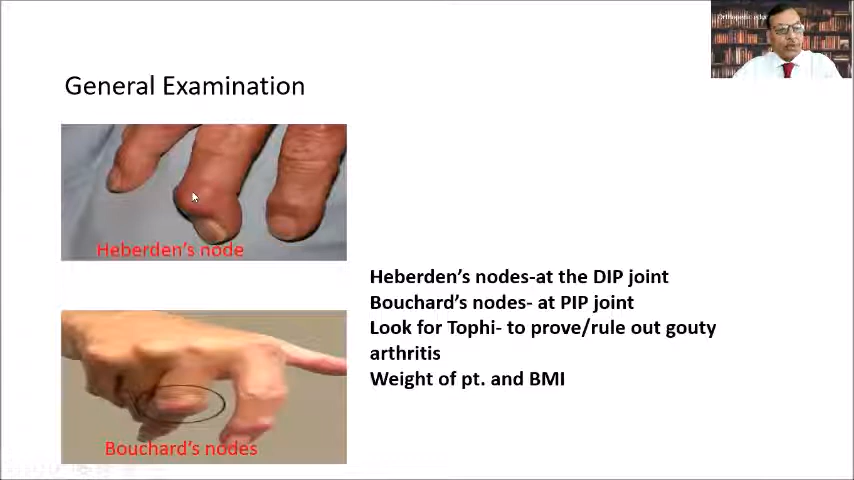 General Examination
Heberden's node
Heberden's nodes-at the DIP joint
Bouchard's nodes- at PIP joint
Look for Tophi- to prove/rule out gouty
arthritis
Weight of pt. and BMI
Bouchard's nodes